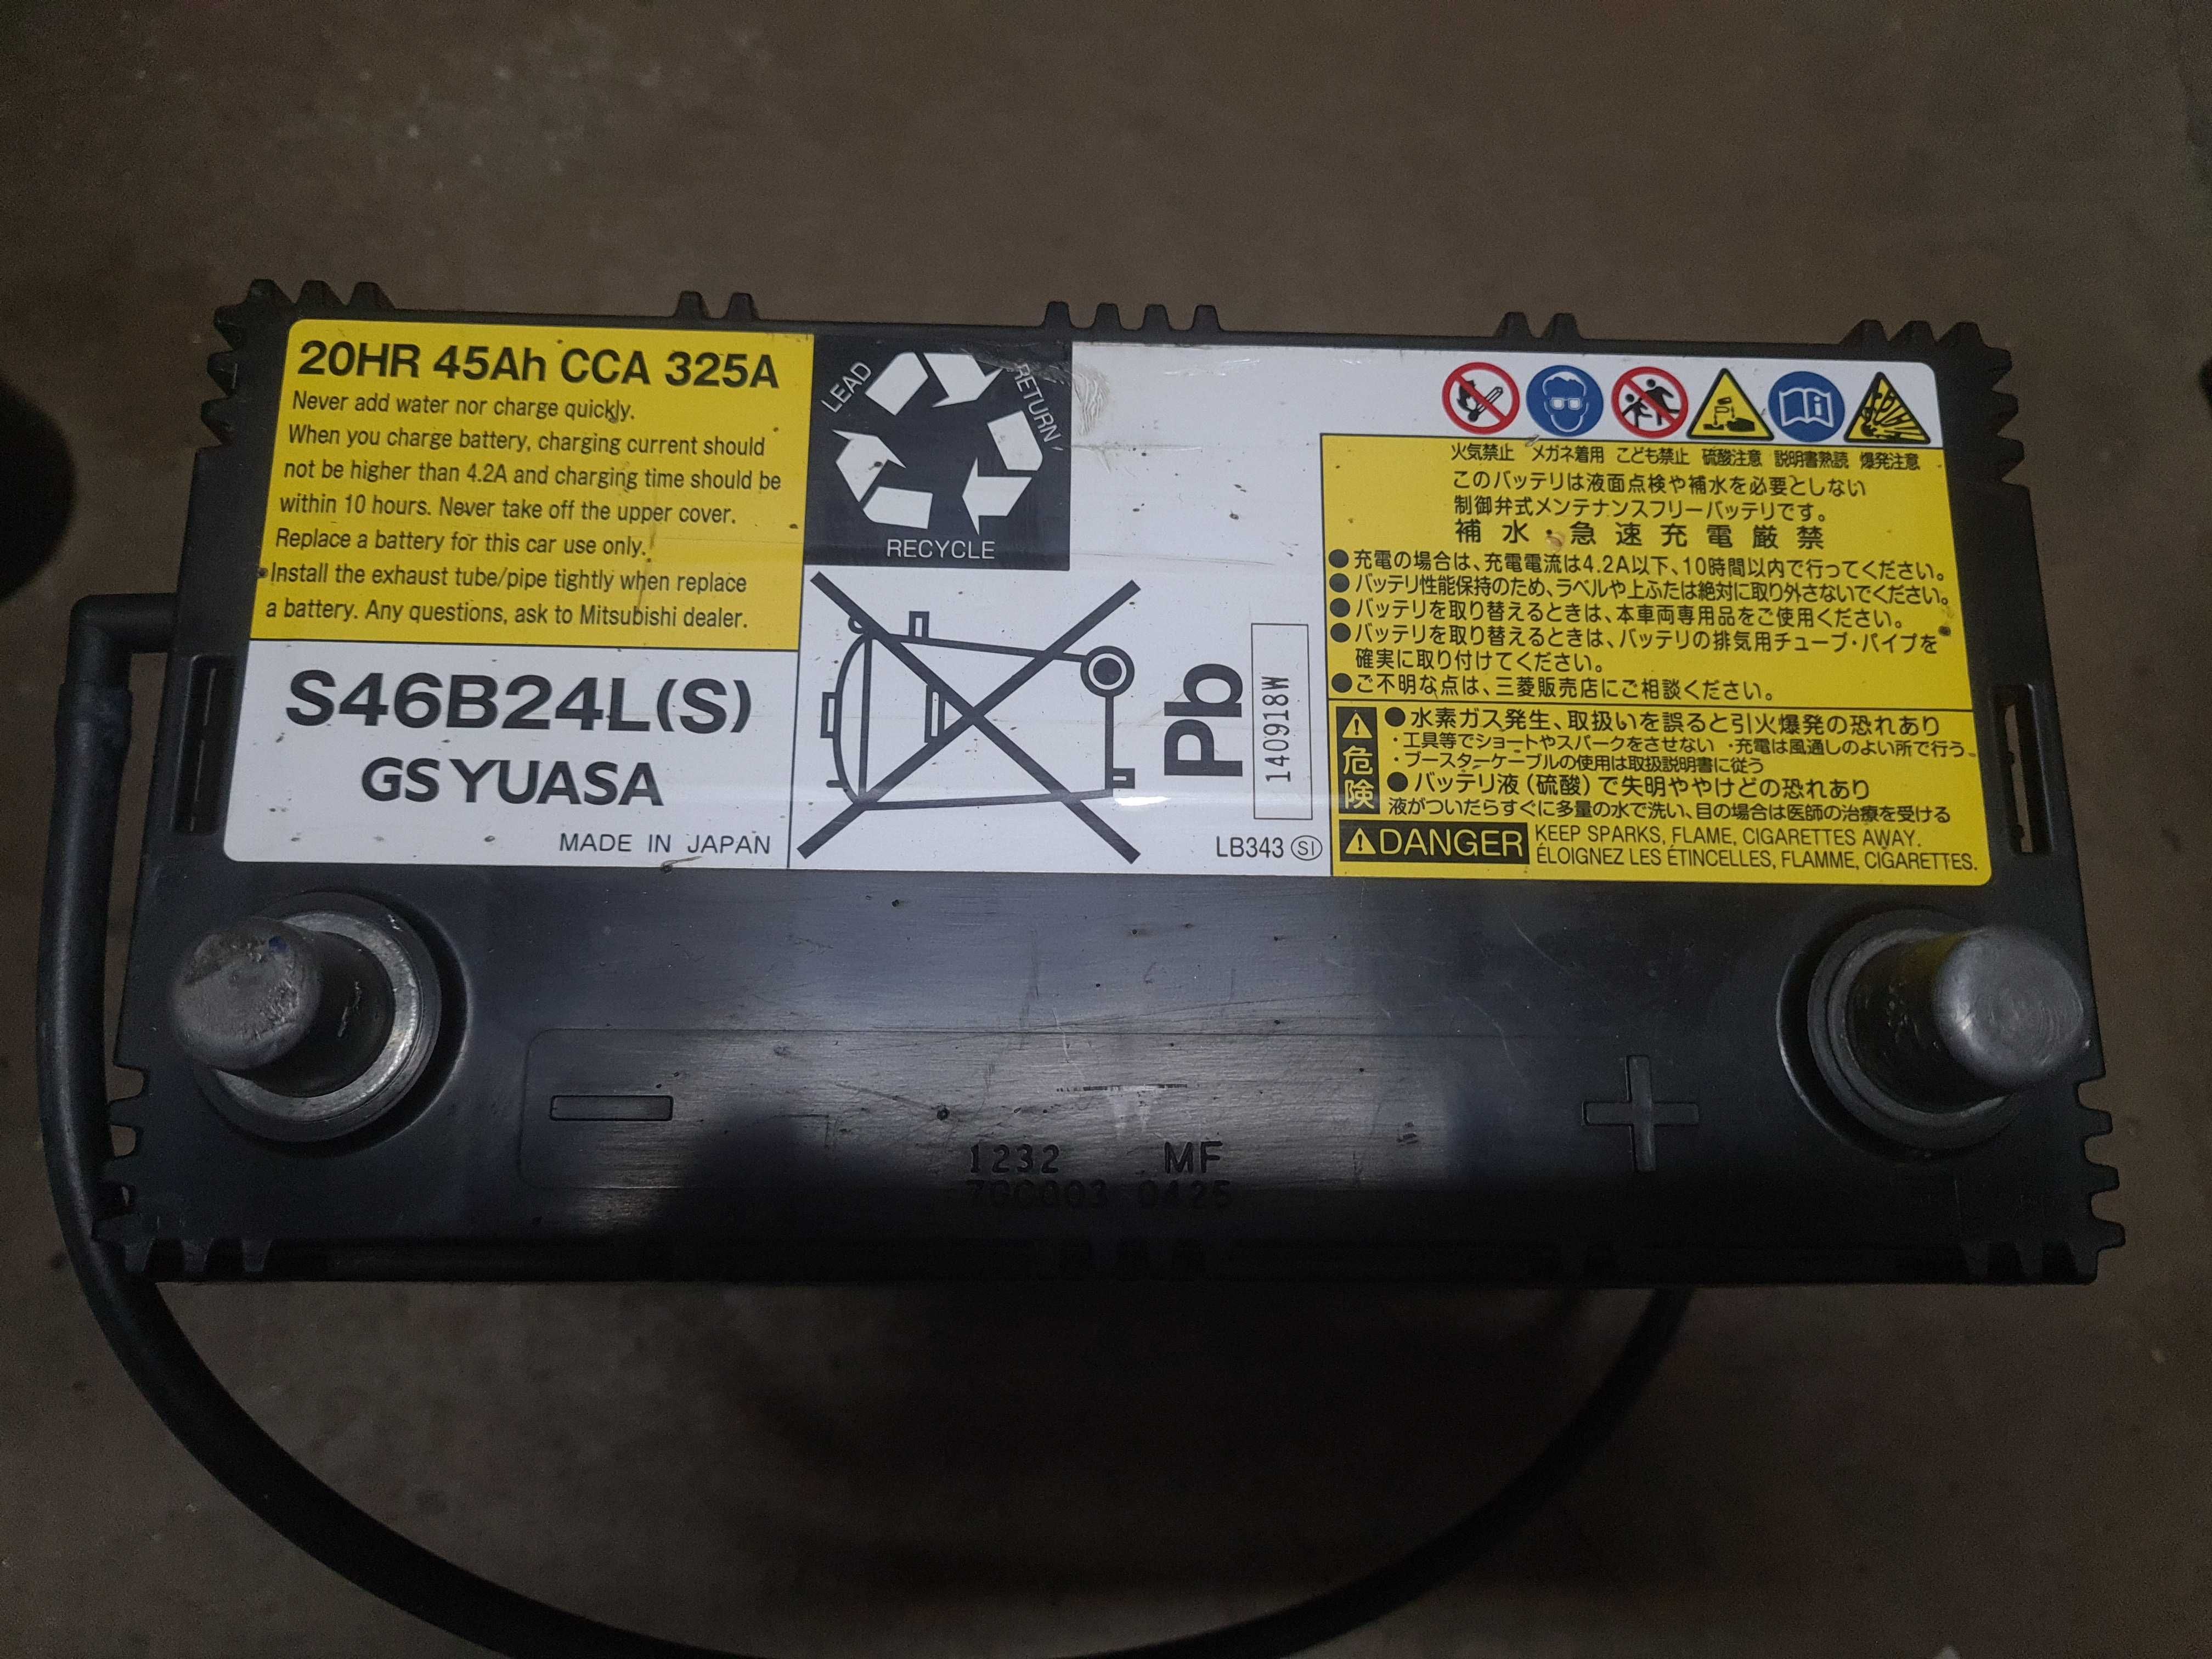 20HR 45Ah CCA 325A
Never add water nor charge quickly.
When you charge battery, charging current should
not be higher than 4.2A and charging time should be
within 10 hours. Never take off the upper cover.
Replace a battery for this car use only.
•Install the exhaust tube/pipe tightly when replace
a battery. Any questions, ask to Mitsubishi dealer.
S46B24L(S)
GS YUASA
MADE IN JAPAN
LEAD
RETURN
RECYCLE
Pb
140918W
LB343 SI
火気禁止 メガネ着用 こども禁止 硫酸注意 説明書熟読 爆発注意
このバッテリは液面点検や補水を必要としない
制御弁式メンテナンスフリーバッテリです。
補水・急速充電厳禁
●充電の場合は、充電電流は4.2A以下、10時間以内で行ってください。
●バッテリ性能保持のため、ラベルや上ふたは絶対に取り外さないでください。
●バッテリを取り替えるときは、本車両専用品をご使用ください。
●バッテリを取り替えるときは、バッテリの排気用チューブ・パイプを
確実に取り付けてください。
●ご不明な点は、三菱販売店にご相談ください。
危険
●水素ガス発生、取扱いを誤ると引火爆発の恐れあり
・工具等でショートやスパークをさせない ・充電は風通しのよい所で行う
・ブースターケーブルの使用は取扱説明書に従う
●バッテリ液(硫酸)で失明ややけどの恐れあり
液がついたらすぐに多量の水で洗い、目の場合は医師の治療を受ける
DANGER
KEEP SPARKS, FLAME, CIGARETTES AWAY.
ÉLOIGNEZ LES ÉTINCELLES, FLAMME, CIGARETTES.
− +
1232 MF
0425